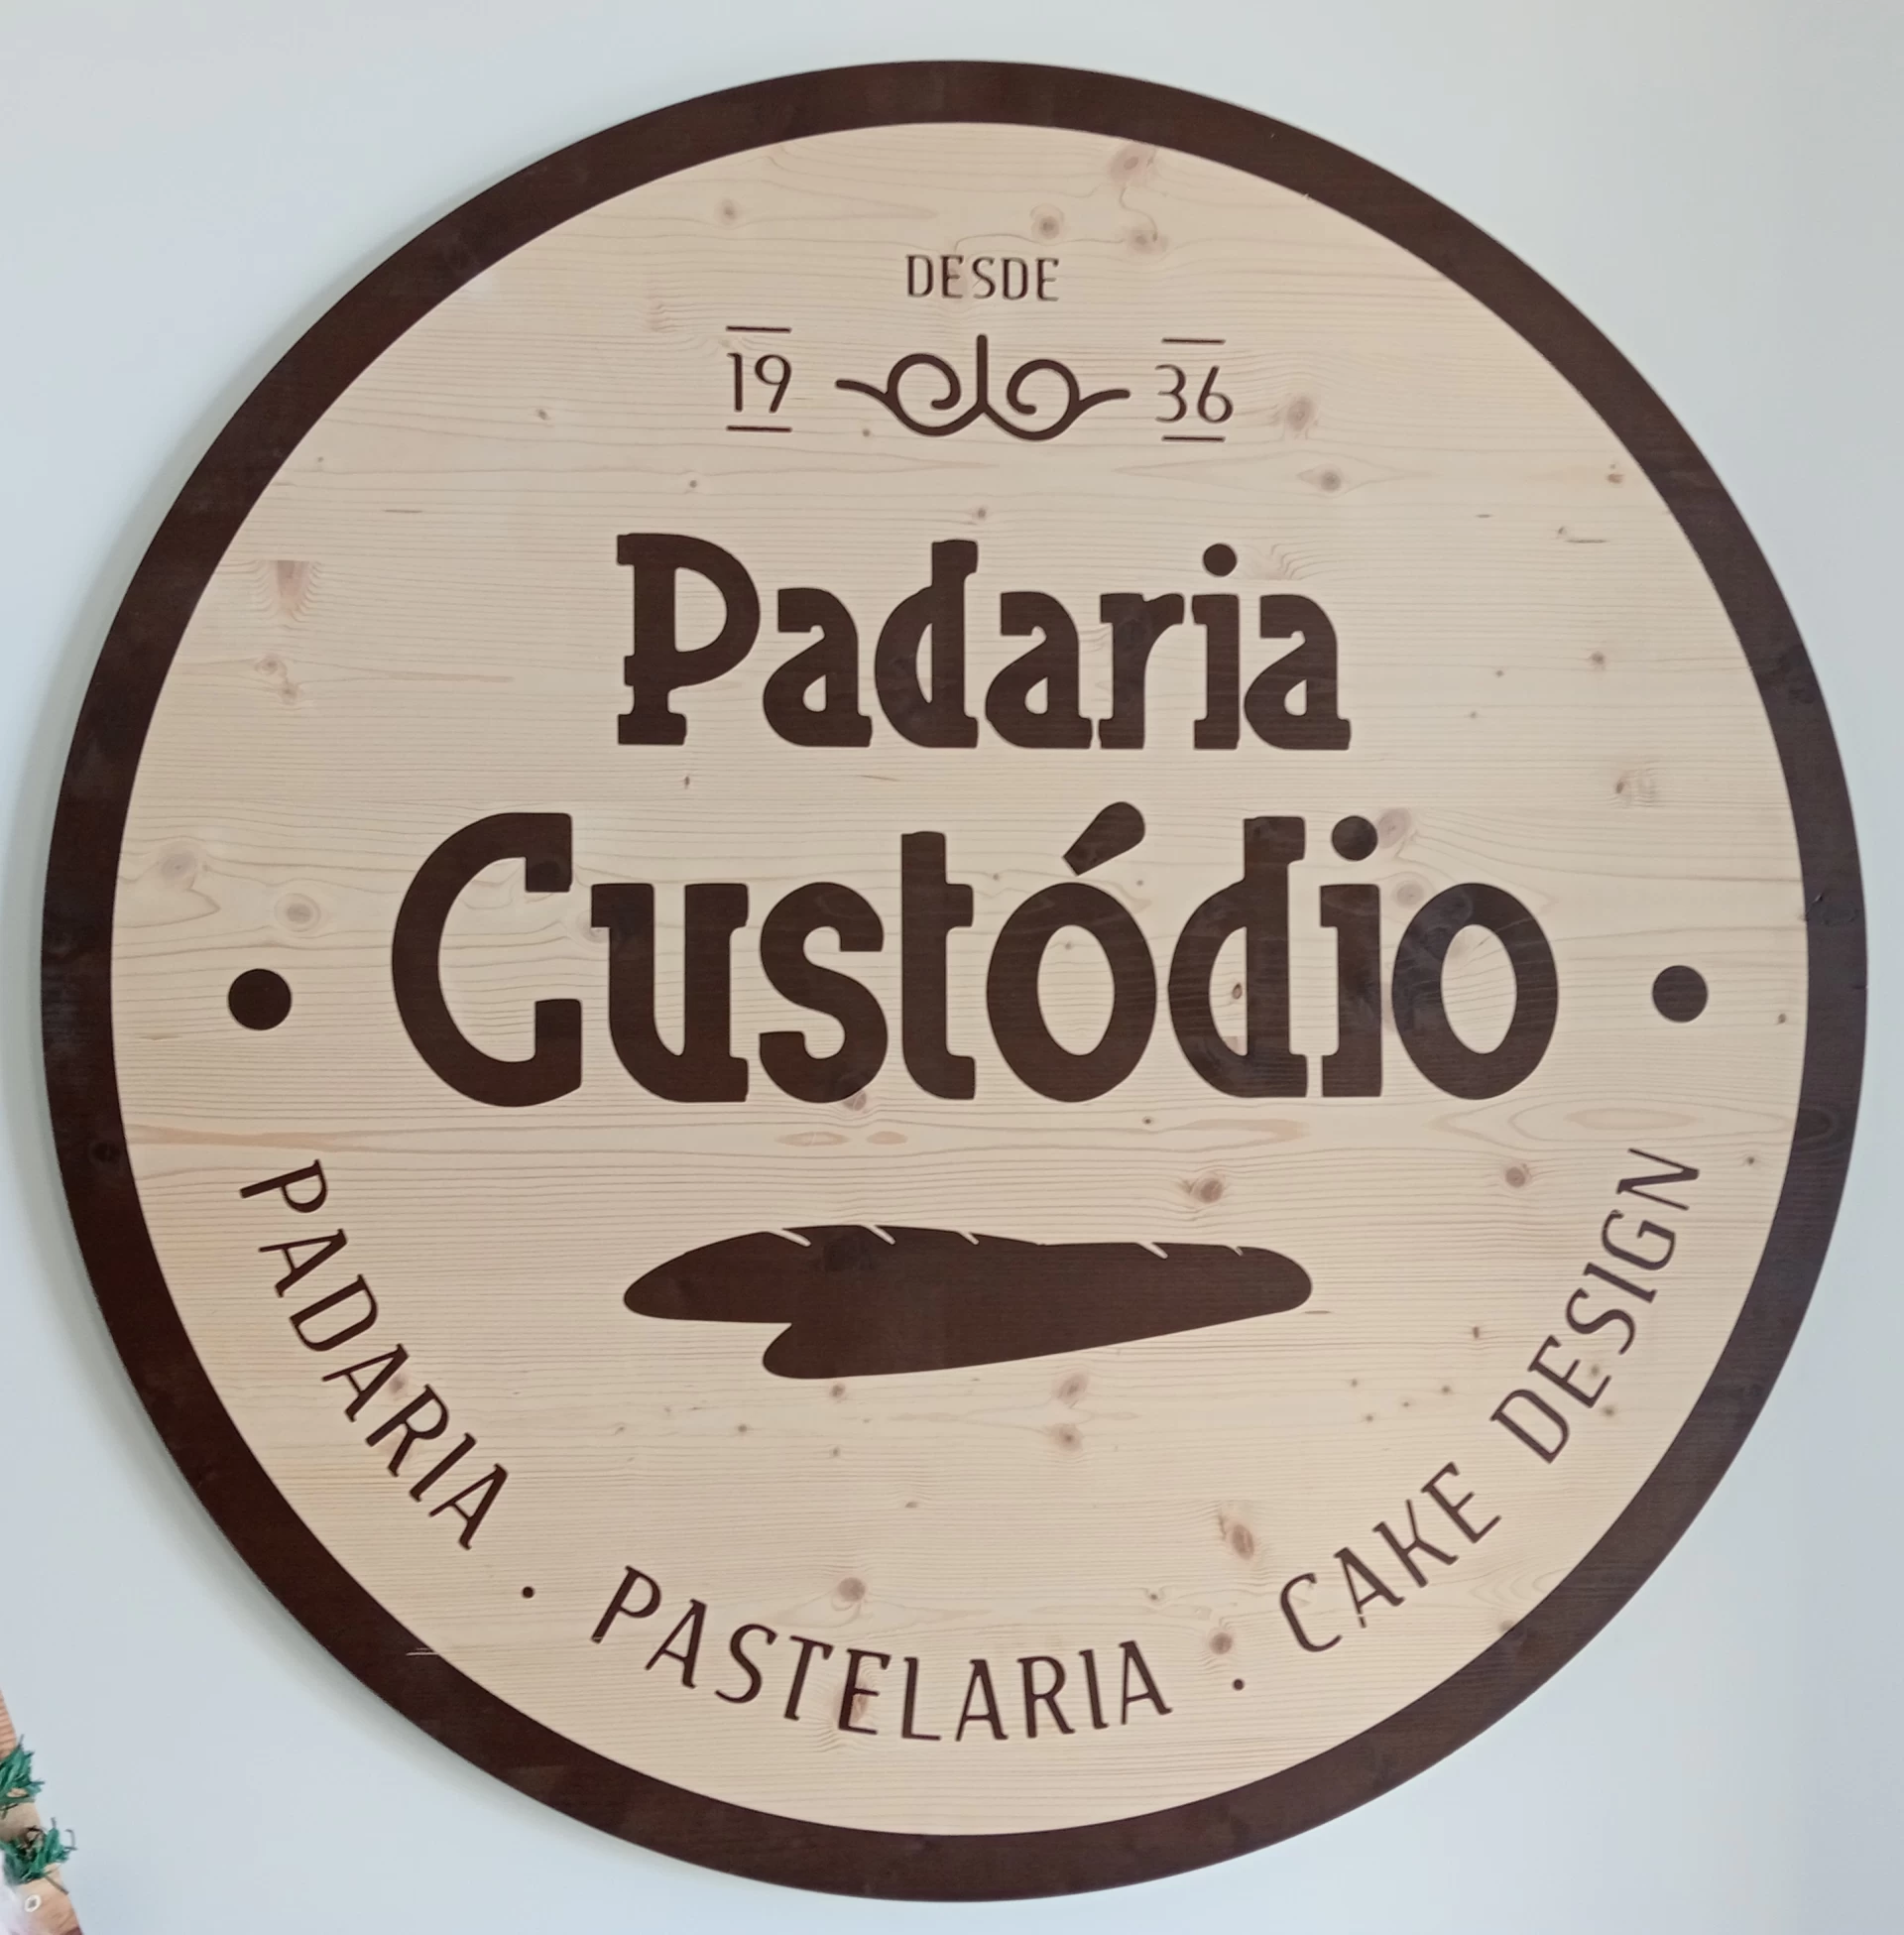 DESDE
19 36
Padaria
Custódio
PADARIA . PASTELARIA . CAKE DESIGN